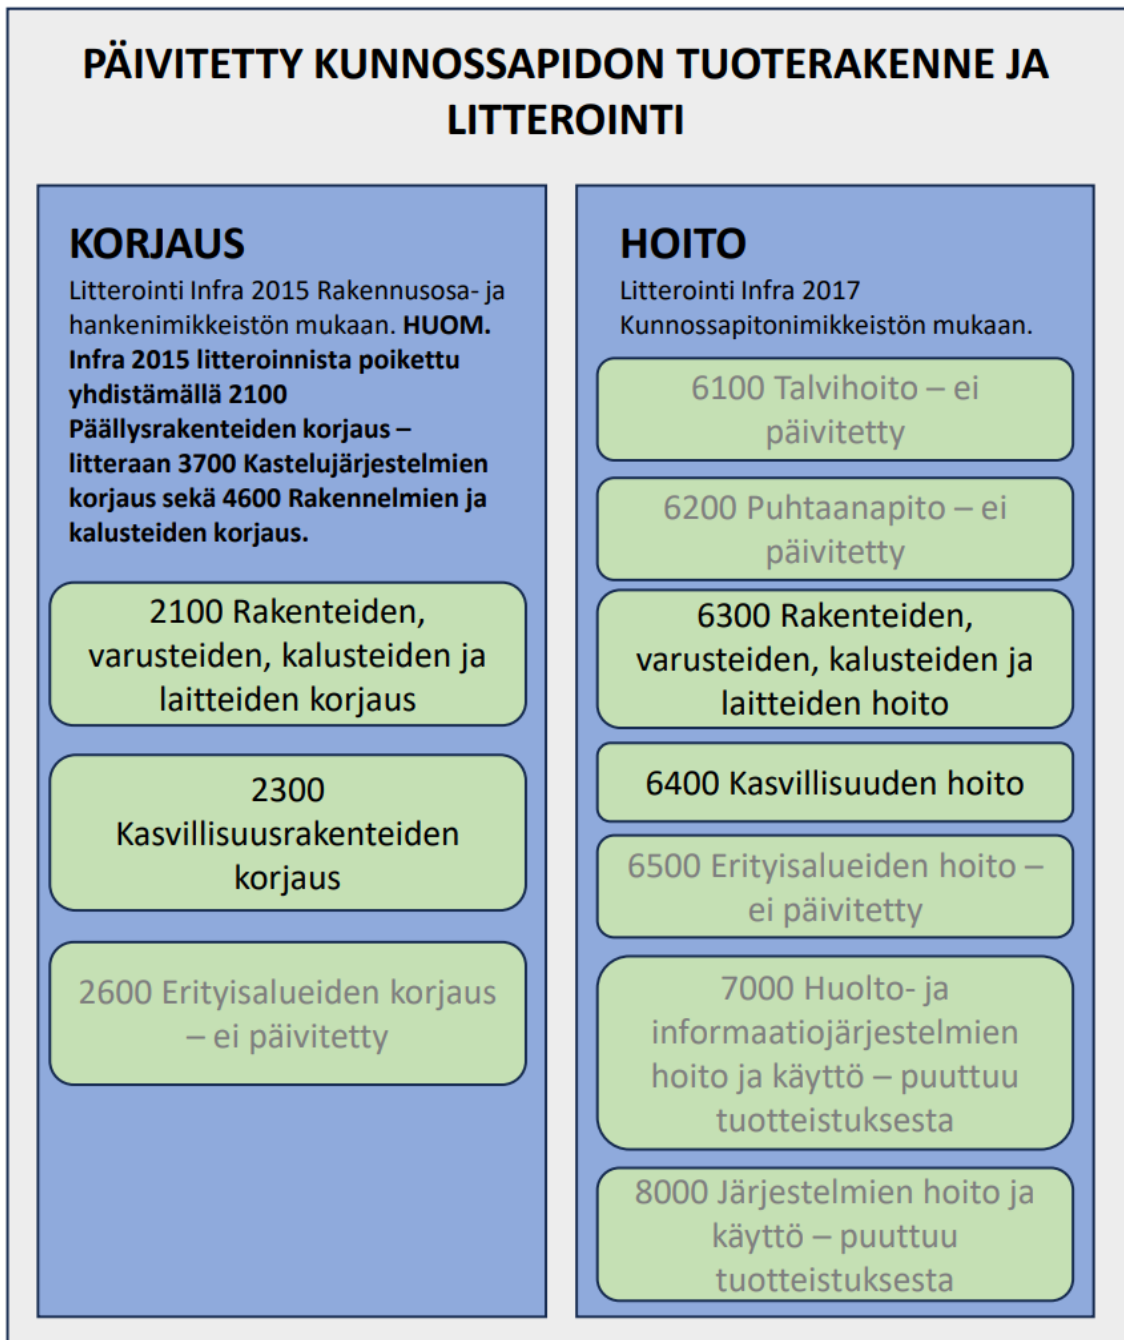 PÄIVITETTY KUNNOSSAPIDON TUOTERAKENNE JA
LITTEROINTI
KORJAUS
Litterointi Infra 2015 Rakennusosa- ja
hankenimikkeistön mukaan. HUOM.
Infra 2015 litteroinnista poikettu
yhdistämällä 2100
Päällysrakenteiden korjaus –
litteraan 3700 Kastelujärjestelmien
korjaus sekä 4600 Rakennelmien ja
kalusteiden korjaus.
2100 Rakenteiden,
varusteiden, kalusteiden ja
laitteiden korjaus
2300
Kasvillisuusrakenteiden
korjaus
2600 Erityisalueiden korjaus
– ei päivitetty
HOITO
Litterointi Infra 2017
Kunnossapitonimikkeistön mukaan.
6100 Talvihoito – ei
päivitetty
6200 Puhtaanapito – ei
päivitetty
6300 Rakenteiden,
varusteiden, kalusteiden ja
laitteiden hoito
6400 Kasvillisuuden hoito
6500 Erityisalueiden hoito –
ei päivitetty
7000 Huolto- ja
informaatiojärjestelmien
hoito ja käyttö – puuttuu
tuotteistuksesta
8000 Järjestelmien hoito ja
käyttö – puuttuu
tuotteistuksesta